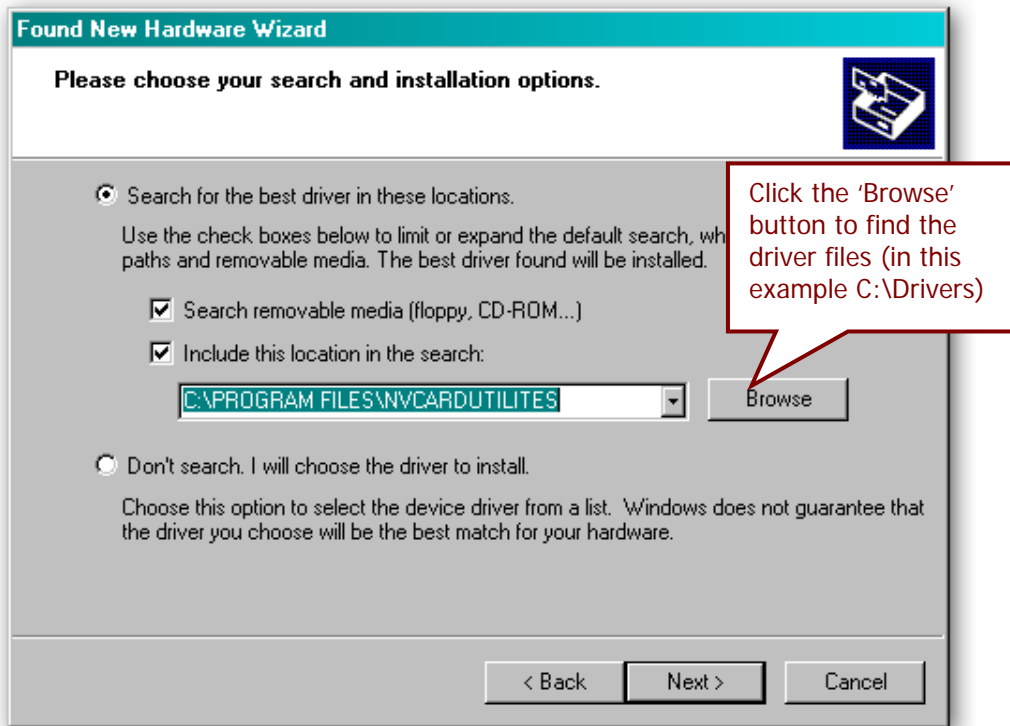 Found New Hardware Wizard
Please choose your search and installation options.
Search for the best driver in these locations.
Use the check boxes below to limit or expand the default search, wh
paths and removable media. The best driver found will be installed.
Click the ‘Browse’
button to find the
driver files (in this
example C:\Drivers)
Search removable media (floppy, CD-ROM...)
Include this location in the search:
C:\PROGRAM FILES\NVCARDUTILITES
Browse
Don't search. I will choose the driver to install.
Choose this option to select the device driver from a list.  Windows does not guarantee that
the driver you choose will be the best match for your hardware.
< Back
Next >
Cancel